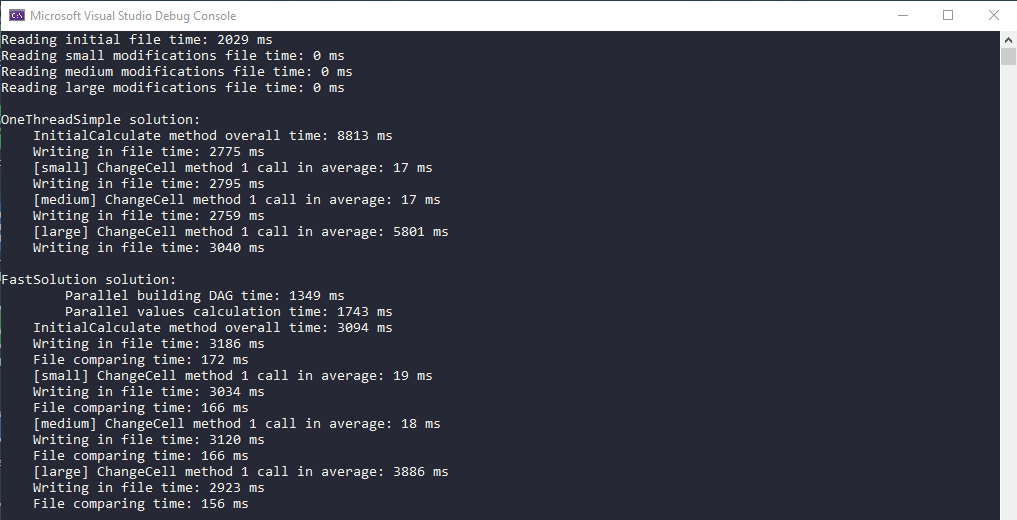 Microsoft Visual Studio Debug Console
Reading initial file time: 2029 ms
Reading small modifications file time: 0 ms
Reading medium modifications file time: 0 ms
Reading large modifications file time: 0 ms
OneThreadSimple solution:
InitialCalculate method overall time: 8813 ms
Writing in file time: 2775 ms
[small] ChangeCell method 1 call in average: 17 ms
Writing in file time: 2795 ms
[medium] ChangeCell method 1 call in average: 17 ms
Writing in file time: 2759 ms
[large] ChangeCell method 1 call in average: 5801 ms
Writing in file time: 3040 ms
FastSolution solution:
Parallel building DAG time: 1349 ms
Parallel values calculation time: 1743 ms
InitialCalculate method overall time: 3094 ms
Writing in file time: 3186 ms
File comparing time: 172 ms
[small] ChangeCell method 1 call in average: 19 ms
Writing in file time: 3034 ms
File comparing time: 166 ms
[medium] ChangeCell method 1 call in average: 18 ms
Writing in file time: 3120 ms
File comparing time: 166 ms
[large] ChangeCell method 1 call in average: 3886 ms
Writing in file time: 2923 ms
File comparing time: 156 ms